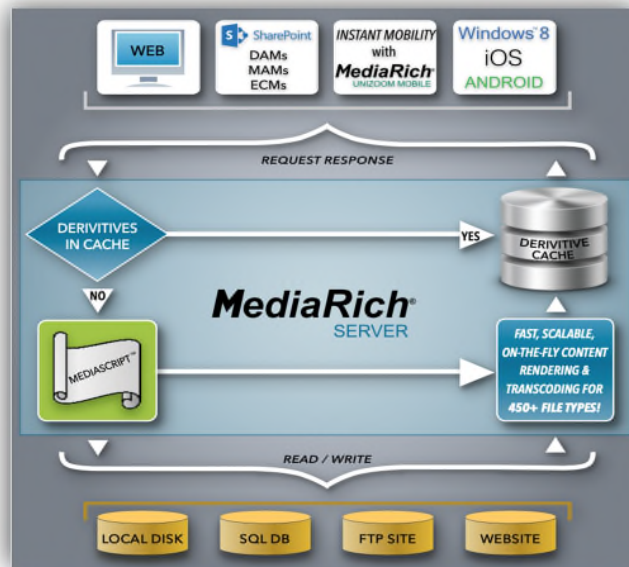 WEB
SharePoint
DAMs
MAMs
ECMs
INSTANT MOBILITY
with
MediaRich®
UNIZOOM MOBILE
Windows™ 8
iOS
ANDROID
REQUEST RESPONSE
DERIVITIVES
IN CACHE
YES
DERIVITIVE
CACHE
NO
MediaRich®
SERVER
MEDIASCRIPT™
FAST, SCALABLE,
ON-THE-FLY CONTENT
RENDERING &
TRANSCODING FOR
450+ FILE TYPES!
READ / WRITE
LOCAL DISK
SQL DB
FTP SITE
WEBSITE